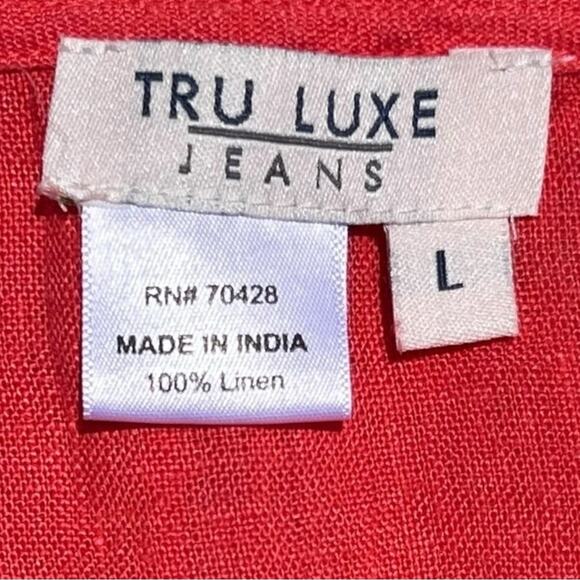 TRU LUXE
JEANS
L
RN# 70428
MADE IN INDIA
100% Linen